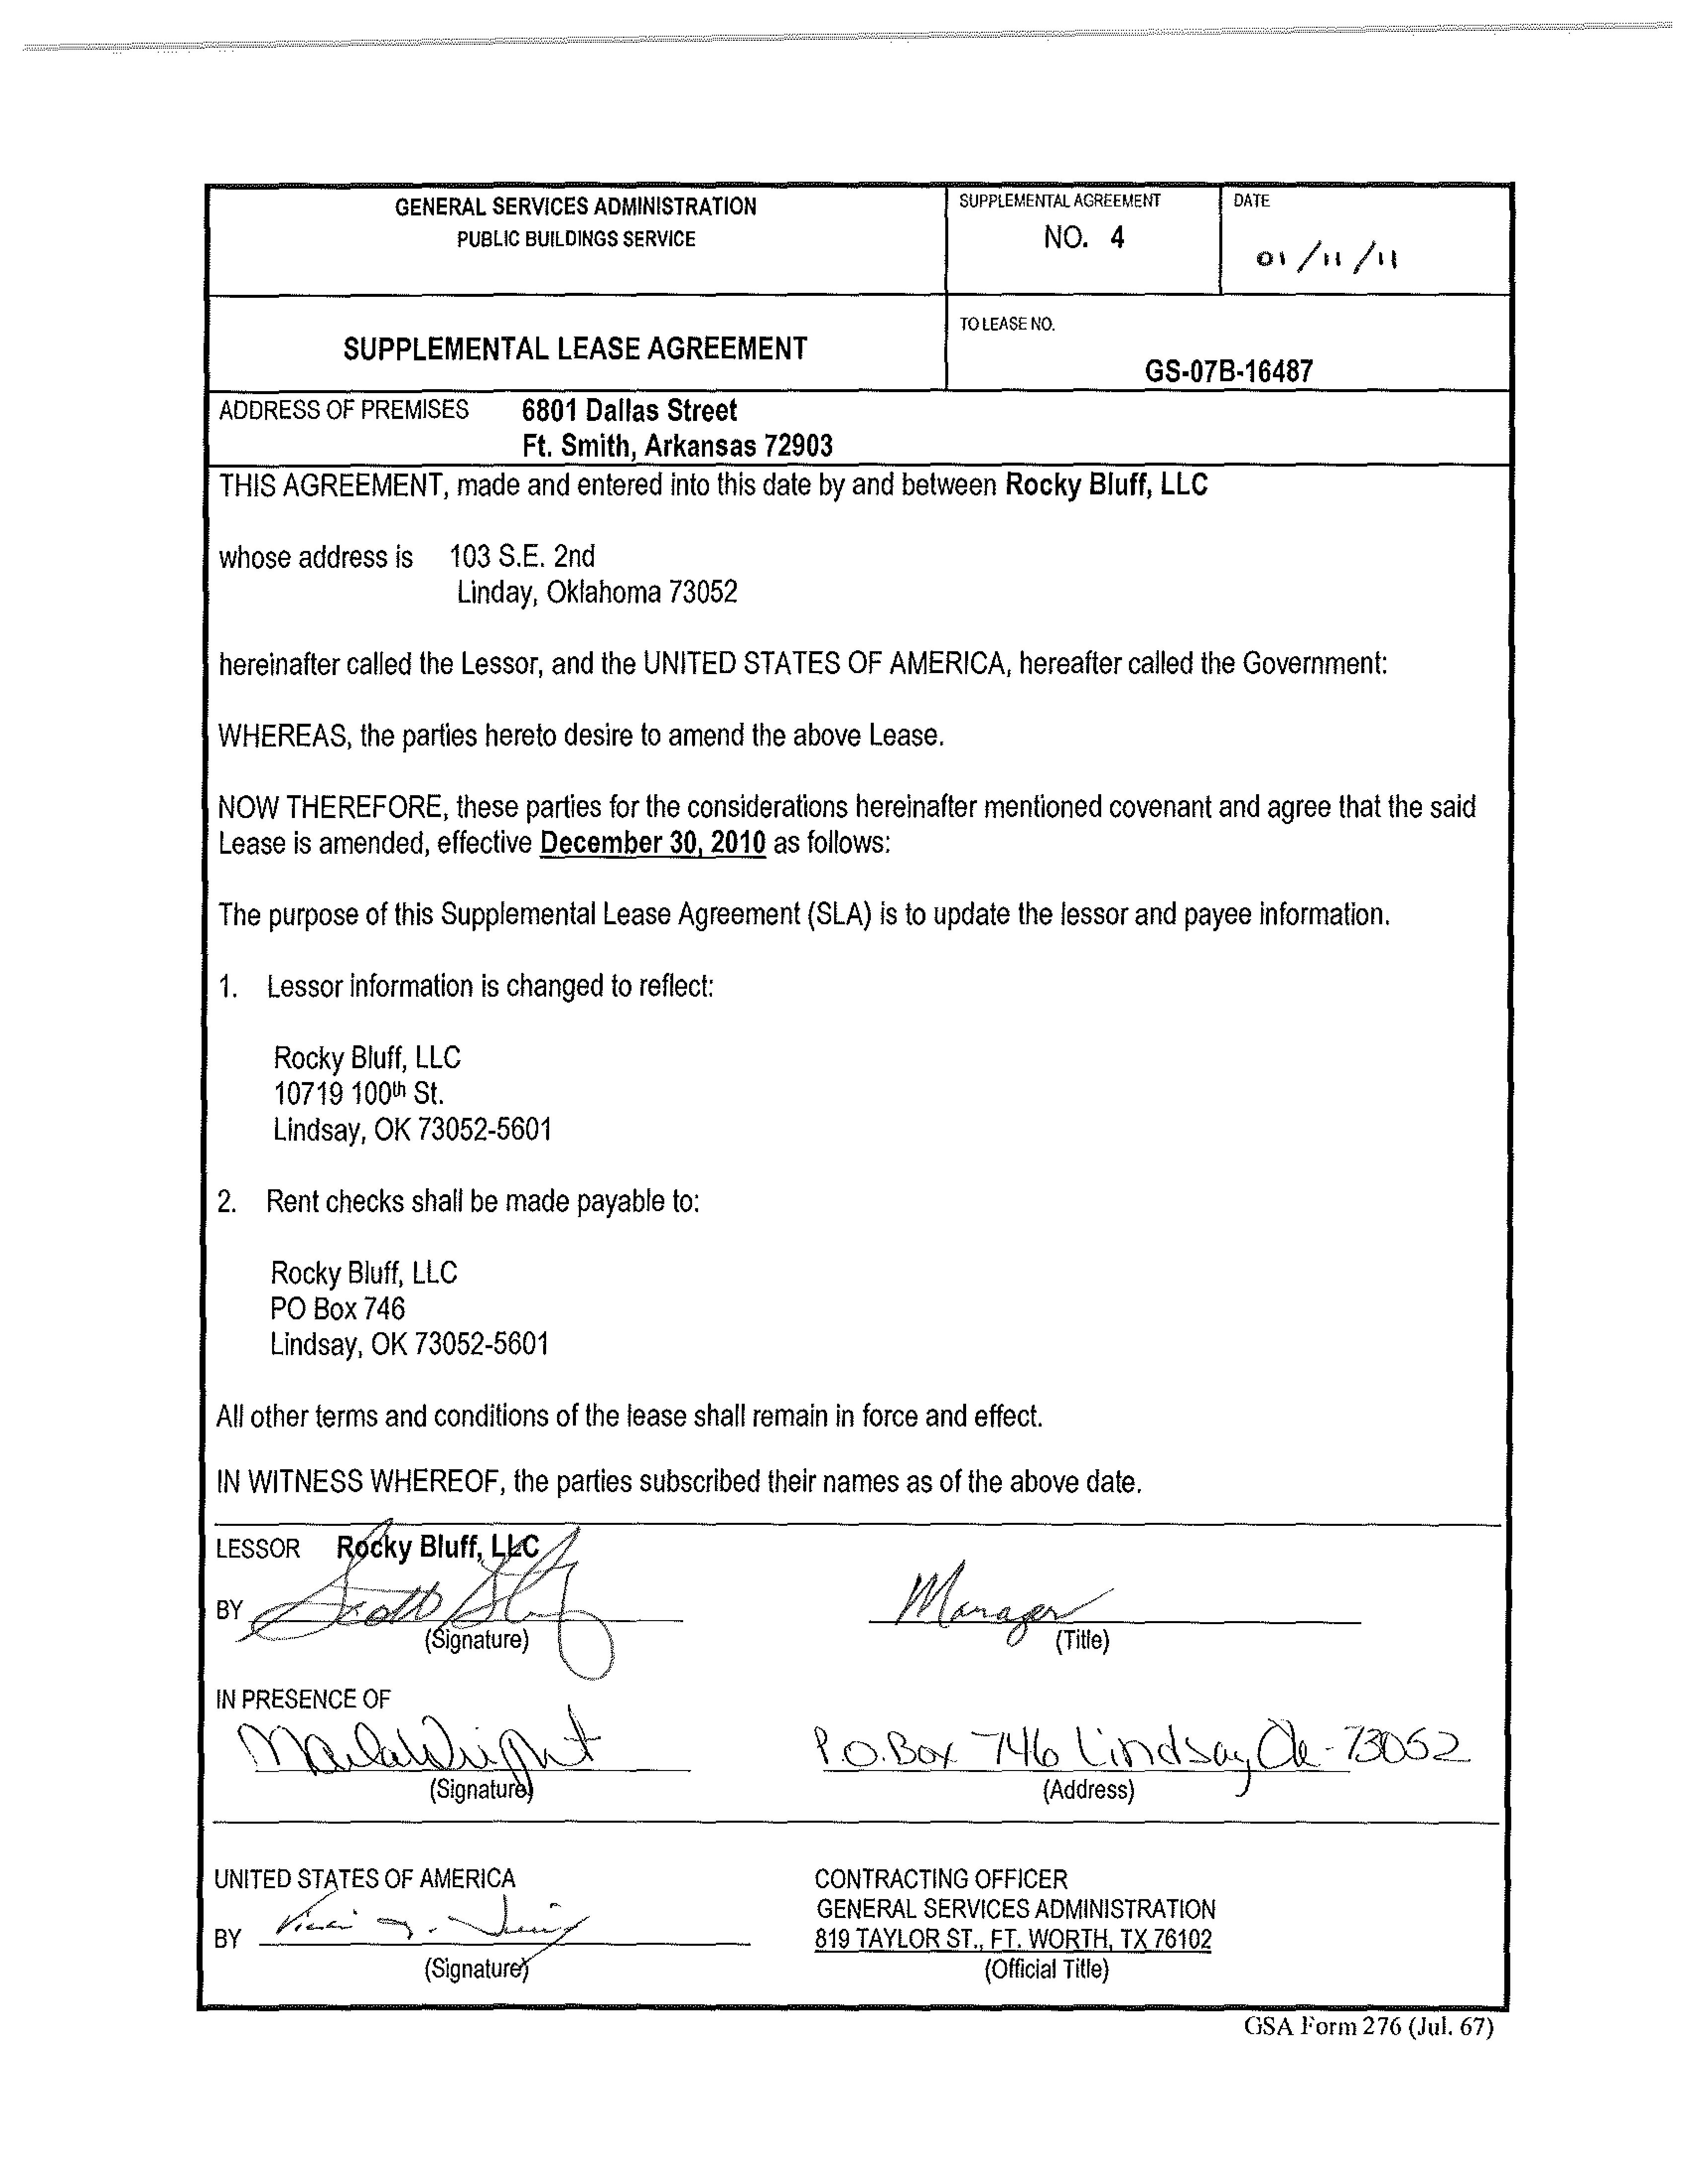 GENERAL SERVICES ADMINISTRATION
PUBLIC BUILDINGS SERVICE
SUPPLEMENTAL AGREEMENT
NO. 4
DATE
01/11/11
SUPPLEMENTAL LEASE AGREEMENT
TO LEASE NO.
GS-07B-16487
ADDRESS OF PREMISES 6801 Dallas Street
Ft. Smith, Arkansas 72903
THIS AGREEMENT, made and entered into this date by and between Rocky Bluff, LLC
whose address is 103 S.E. 2nd
Linday, Oklahoma 73052
hereinafter called the Lessor, and the UNITED STATES OF AMERICA, hereafter called the Government:
WHEREAS, the parties hereto desire to amend the above Lease.
NOW THEREFORE, these parties for the considerations hereinafter mentioned covenant and agree that the said
Lease is amended, effective December 30, 2010 as follows:
The purpose of this Supplemental Lease Agreement (SLA) is to update the lessor and payee information.
1. Lessor information is changed to reflect:
Rocky Bluff, LLC
10719 100th St.
Lindsay, OK 73052-5601
2. Rent checks shall be made payable to:
Rocky Bluff, LLC
PO Box 746
Lindsay, OK 73052-5601
All other terms and conditions of the lease shall remain in force and effect.
IN WITNESS WHEREOF, the parties subscribed their names as of the above date.
LESSOR Rocky Bluff, LLC
BY Scott
(Signature)
Manager
(Title)
IN PRESENCE OF
Marla Wright
(Signature)
P.O. Box 746 Lindsay, Ok - 73052
(Address)
UNITED STATES OF AMERICA
BY
(Signature)
CONTRACTING OFFICER
GENERAL SERVICES ADMINISTRATION
819 TAYLOR ST., FT. WORTH, TX 76102
(Official Title)
GSA Form 276 (Jul. 67)